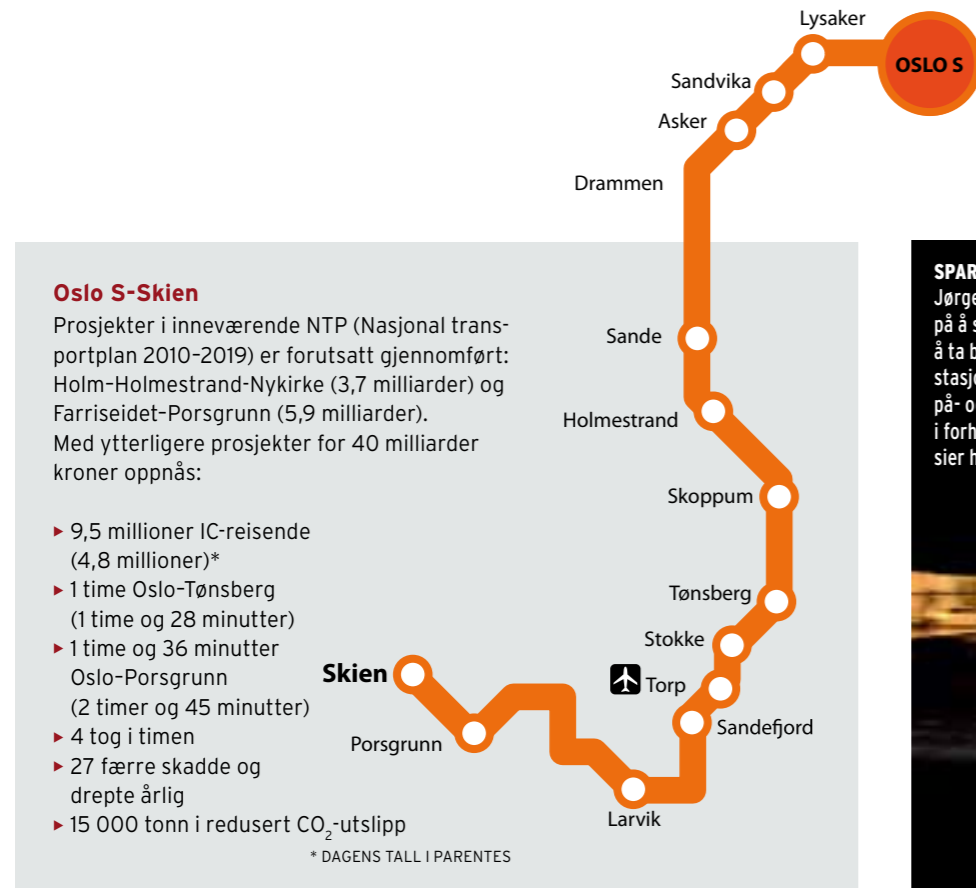 Lysaker
OSLO S
Sandvika
Asker
Drammen
Sande
Holmestrand
Skoppum
Tønsberg
Stokke
Torp
Sandefjord
Larvik
Porsgrunn
Skien
Oslo S-Skien
Prosjekter i inneværende NTP (Nasjonal trans-
portplan 2010–2019) er forutsatt gjennomført:
Holm–Holmestrand-Nykirke (3,7 milliarder) og
Farriseidet–Porsgrunn (5,9 milliarder).
Med ytterligere prosjekter for 40 milliarder
kroner oppnås:
▸ 9,5 millioner IC-reisende
(4,8 millioner)*
▸ 1 time Oslo–Tønsberg
(1 time og 28 minutter)
▸ 1 time og 36 minutter
Oslo–Porsgrunn
(2 timer og 45 minutter)
▸ 4 tog i timen
▸ 27 færre skadde og
drepte årlig
▸ 15 000 tonn i redusert CO₂-utslipp
* DAGENS TALL I PARENTES
på å
å ta
på- o
i for
sier